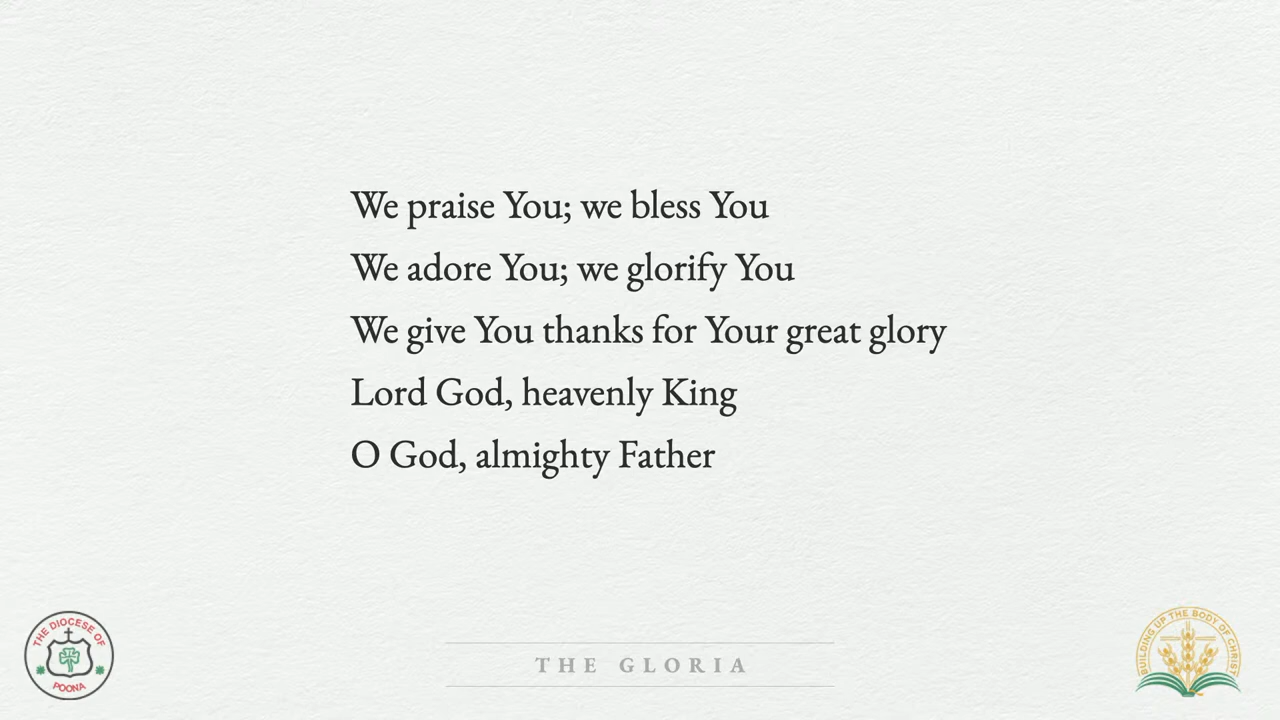 We praise You; we bless You
We adore You; we glorify You
We give You thanks for Your great glory
Lord God, heavenly King
O God, almighty Father
THE DIOCESE OF
POONA
THE GLORIA
BUILDING UP THE BODY OF CHRIST